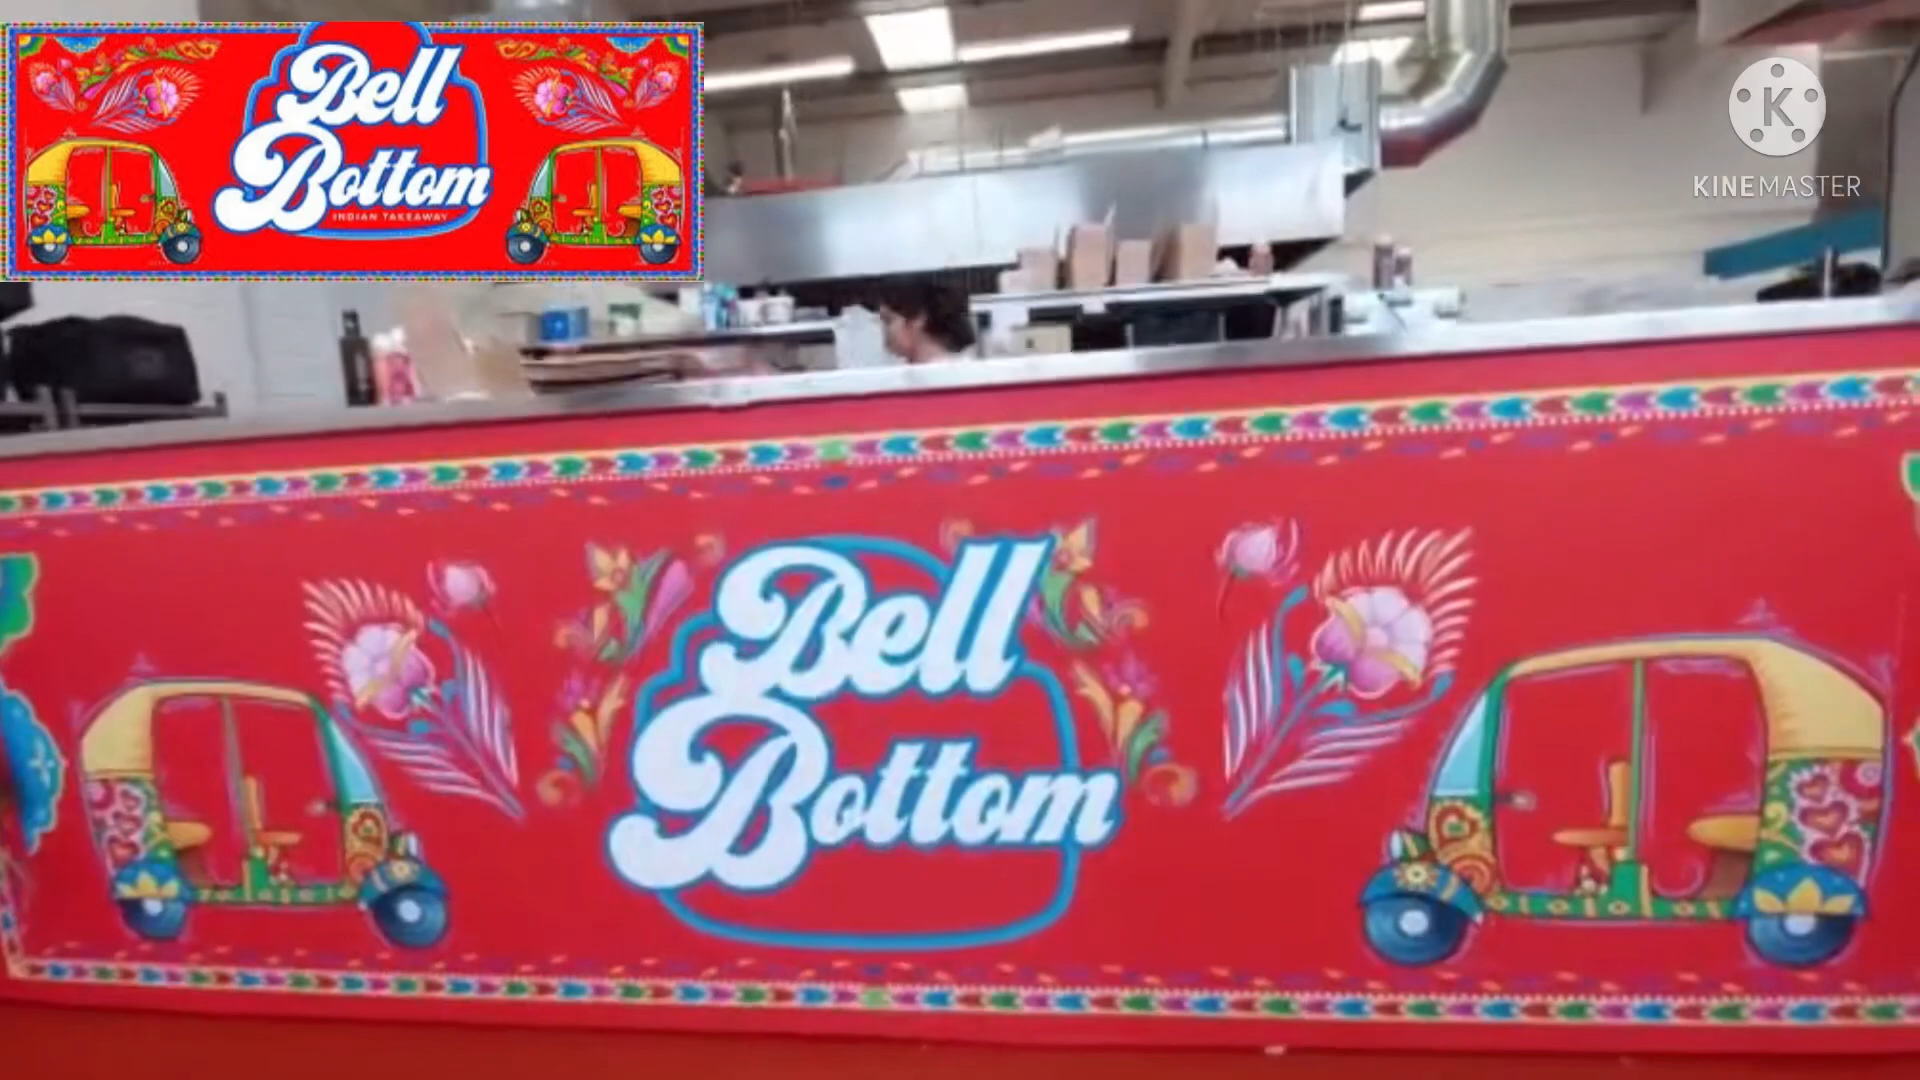 Bell
Bottom
INDIAN TAKEAWAY
K
KINEMASTER
Bell
Bottom